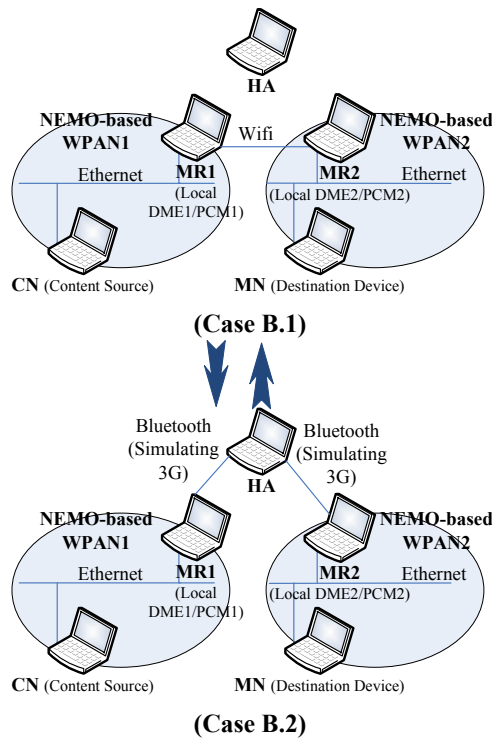 HA
NEMO-based
WPAN1
Wifi
NEMO-based
WPAN2
Ethernet
MR1
(Local
DME1/PCM1)
MR2
Ethernet
(Local DME2/PCM2)
CN (Content Source)
MN (Destination Device)
(Case B.1)
Bluetooth
(Simulating
3G)
HA
Bluetooth
(Simulating
3G)
NEMO-based
WPAN1
NEMO-based
WPAN2
Ethernet
MR1
(Local
DME1/PCM1)
MR2
Ethernet
(Local DME2/PCM2)
CN (Content Source)
MN (Destination Device)
(Case B.2)